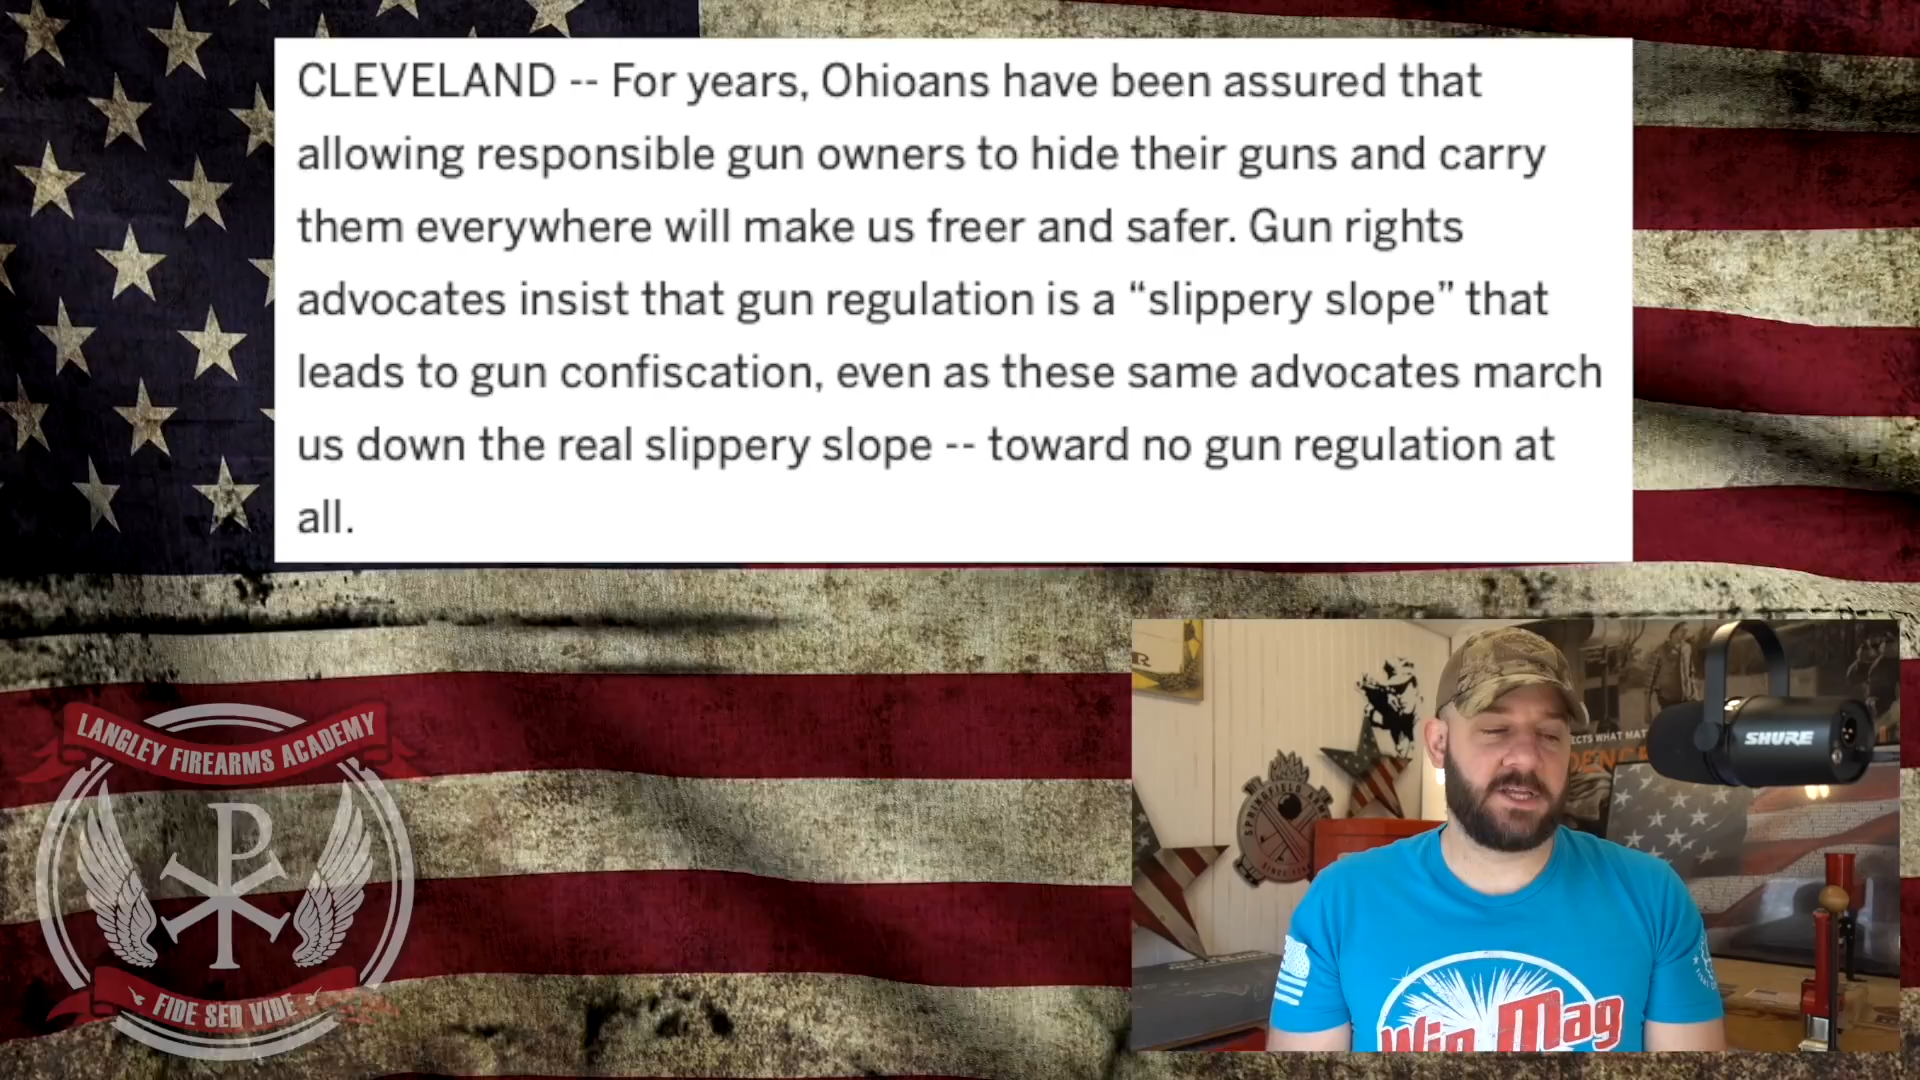 CLEVELAND -- For years, Ohioans have been assured that
allowing responsible gun owners to hide their guns and carry
them everywhere will make us freer and safer. Gun rights
advocates insist that gun regulation is a “slippery slope” that
leads to gun confiscation, even as these same advocates march
us down the real slippery slope -- toward no gun regulation at
all.
LANGLEY FIREARMS ACADEMY
FIDE SED VIDE
SHURE
SPRINGFIELD
Win Mag